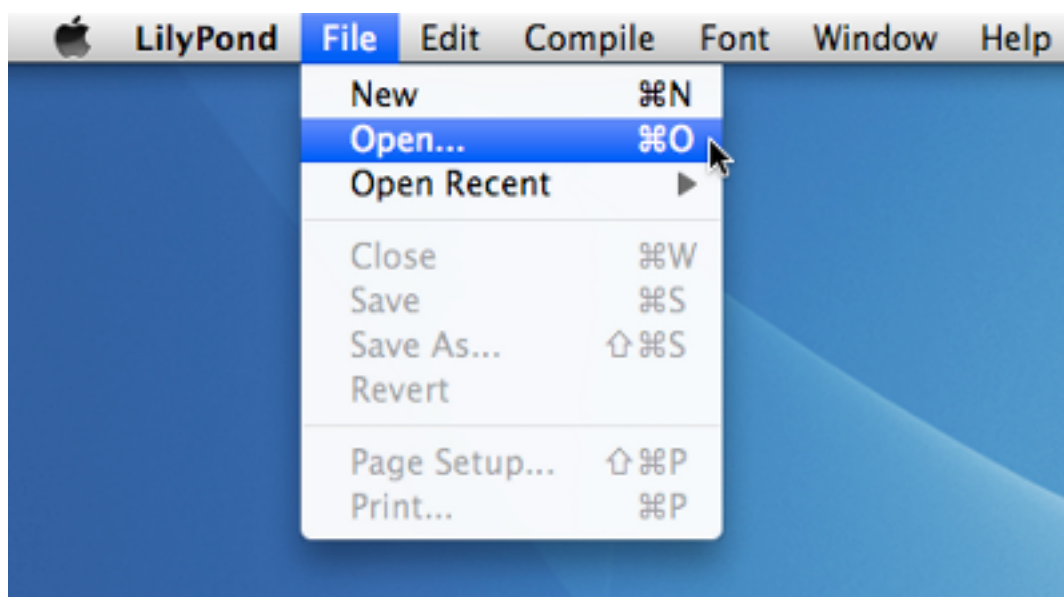 LilyPond File Edit Compile Font Window Help
New ⌘N
Open... ⌘O
Open Recent ▶
Close ⌘W
Save ⌘S
Save As... ⇧⌘S
Revert
Page Setup... ⇧⌘P
Print... ⌘P